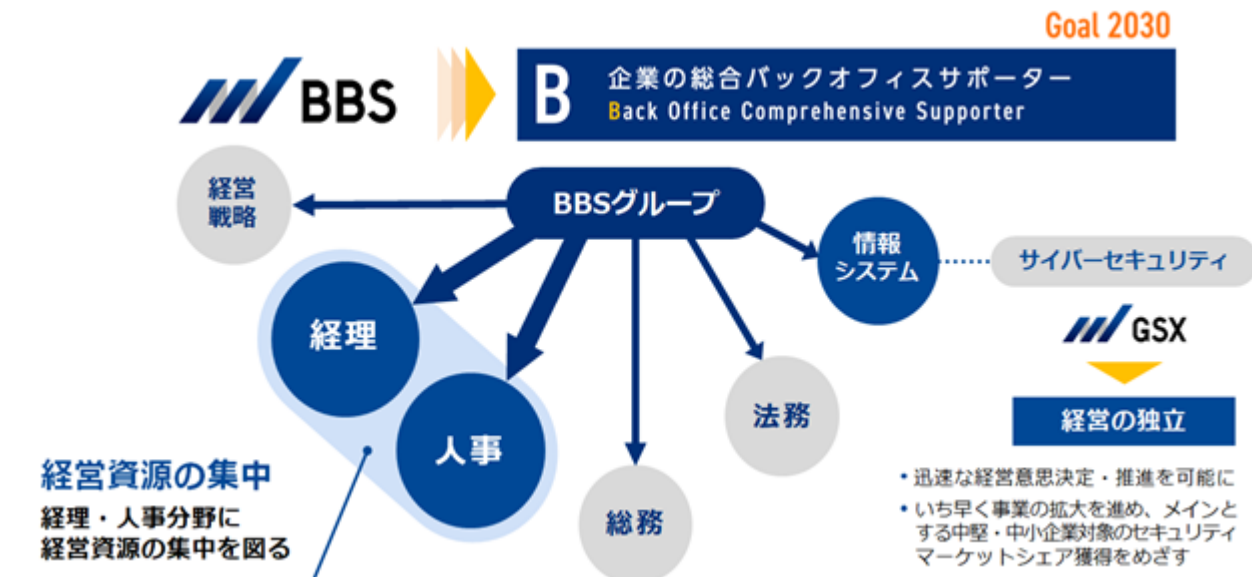 Goal 2030
BBS
B
企業の総合バックオフィスサポーター
Back Office Comprehensive Supporter
経営
戦略
BBSグループ
情報
システム
サイバーセキュリティ
GSX
経営の独立
・迅速な経営意思決定・推進を可能に
・いち早く事業の拡大を進め、メインと
する中堅・中小企業対象のセキュリティ
マーケットシェア獲得をめざす
経理
人事
総務
法務
経営資源の集中
経理・人事分野に
経営資源の集中を図る